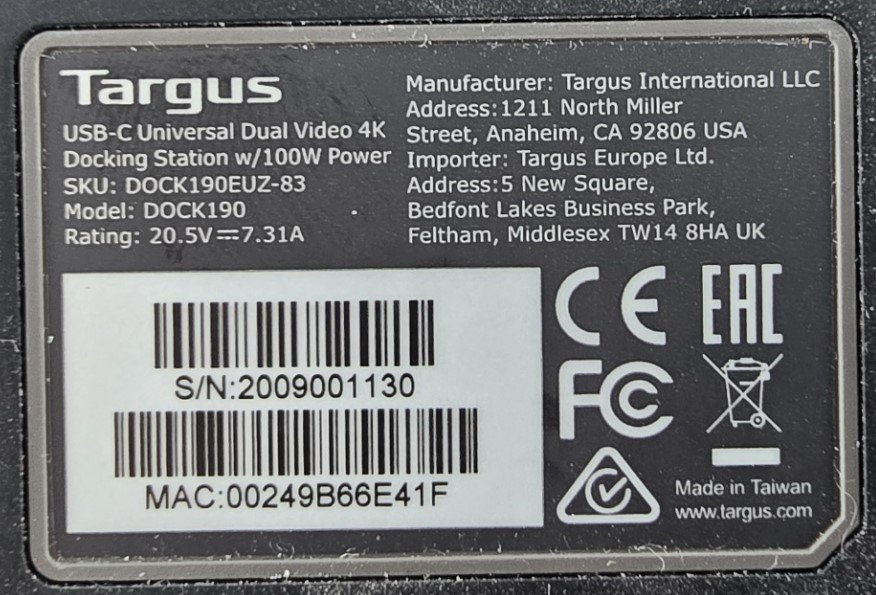 Targus
USB-C Universal Dual Video 4K
Docking Station w/100W Power
SKU: DOCK190EUZ-83
Model: DOCK190
Rating: 20.5V⎓7.31A
Manufacturer: Targus International LLC
Address:1211 North Miller
Street, Anaheim, CA 92806 USA
Importer: Targus Europe Ltd.
Address:5 New Square,
Bedfont Lakes Business Park,
Feltham, Middlesex TW14 8HA UK
S/N:2009001130
MAC:00249B66E41F
CE EAC
FC
Made in Taiwan
www.targus.com